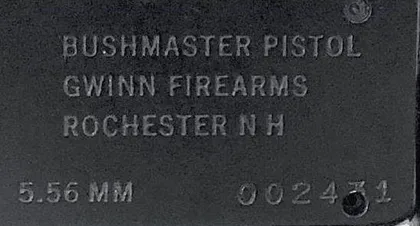 BUSHMASTER PISTOL
GWINN FIREARMS
ROCHESTER N H
5.56 MM 002431